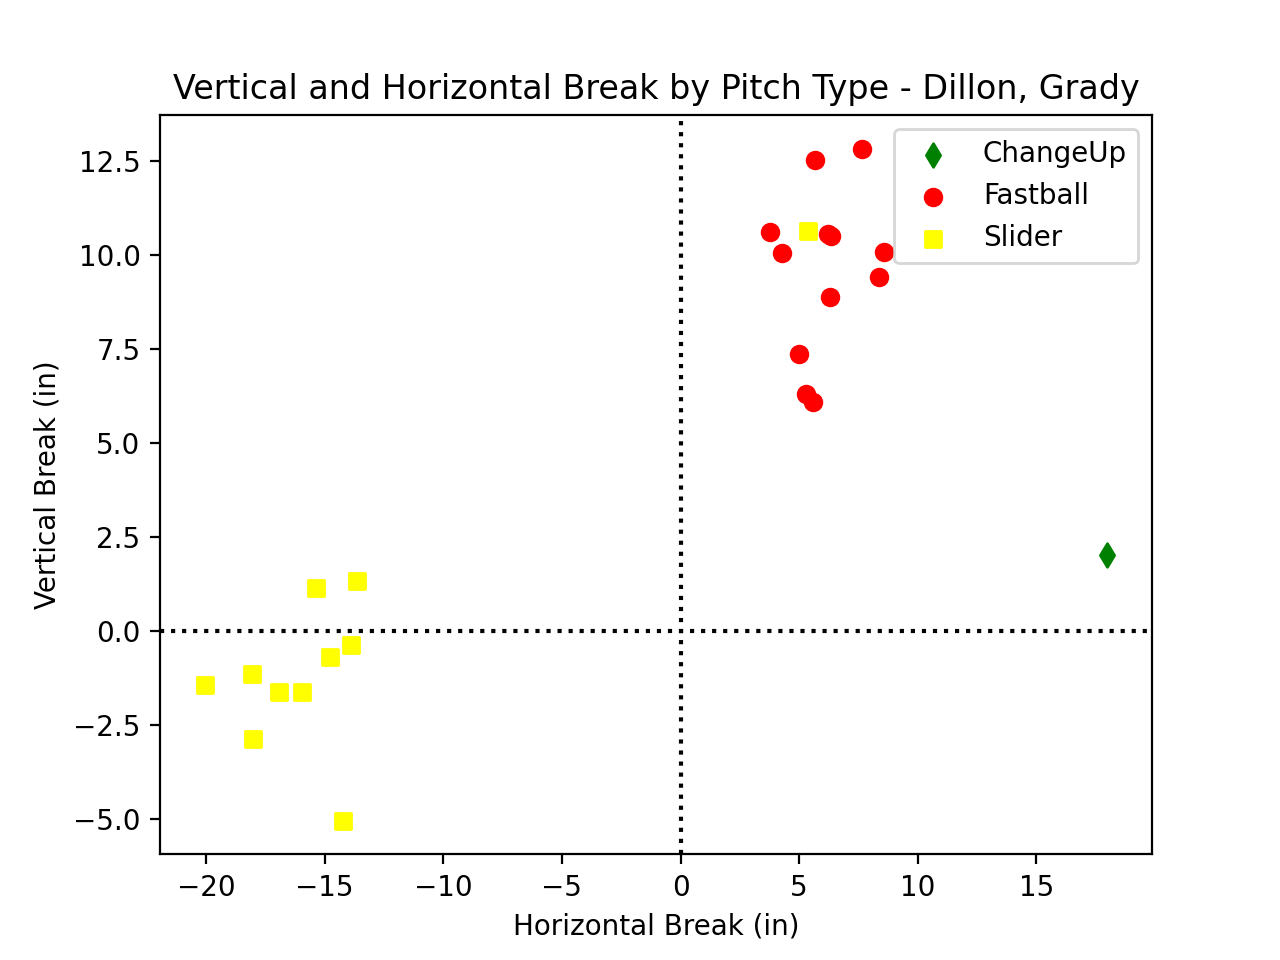 Vertical and Horizontal Break by Pitch Type - Dillon, Grady
ChangeUp
Fastball
Slider
Vertical Break (in)
12.5
10.0
7.5
5.0
2.5
0.0
−2.5
−5.0
−20 −15 −10 −5 0 5 10 15
Horizontal Break (in)